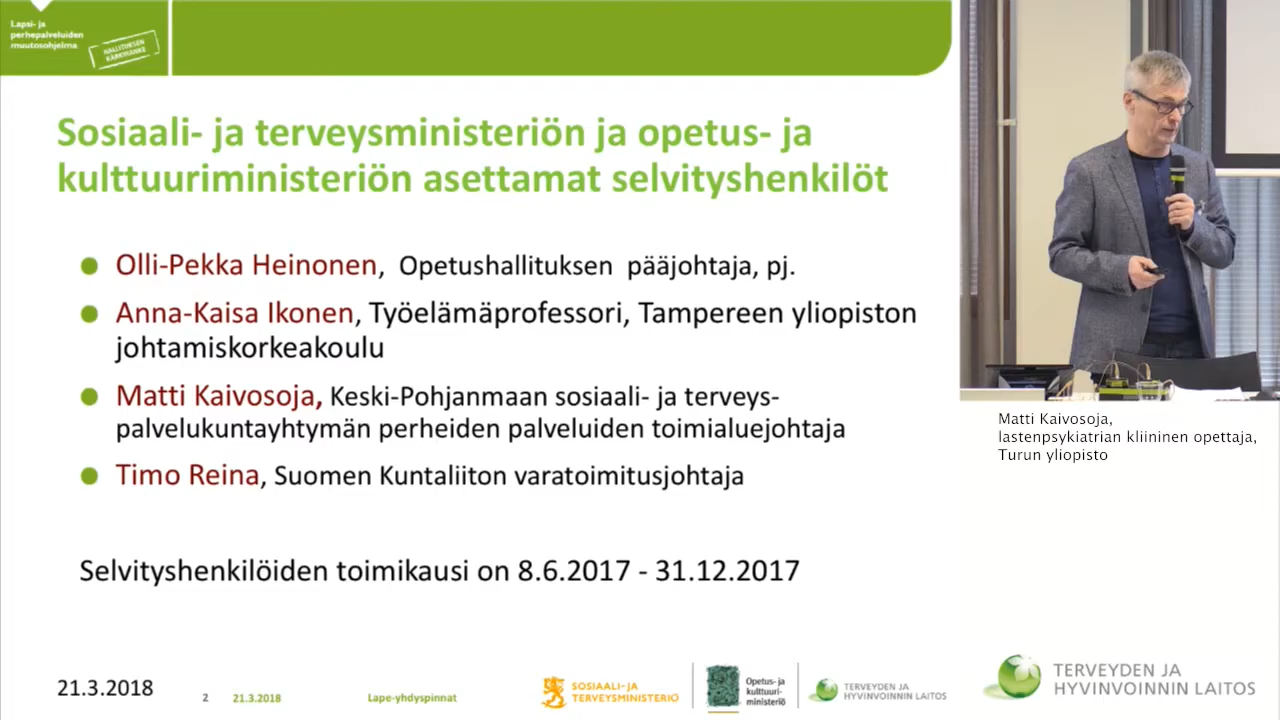 Lapsi- ja
perhepalveluiden
muutosohjelma
HALLITUKSEN
KÄRKIHANKE
Sosiaali- ja terveysministeriön ja opetus- ja
kulttuuriministeriön asettamat selvityshenkilöt
Olli-Pekka Heinonen, Opetushallituksen pääjohtaja, pj.
Anna-Kaisa Ikonen, Työelämäprofessori, Tampereen yliopiston
johtamiskorkeakoulu
Matti Kaivosoja, Keski-Pohjanmaan sosiaali- ja terveys-
palvelukuntayhtymän perheiden palveluiden toimialuejohtaja
Timo Reina, Suomen Kuntaliiton varatoimitusjohtaja
Selvityshenkilöiden toimikausi on 8.6.2017 - 31.12.2017
Matti Kaivosoja,
lastenpsykiatrian kliininen opettaja,
Turun yliopisto
21.3.2018
2
21.3.2018
Lape-yhdyspinnat
SOSIAALI- JA
TERVEYSMINISTERIÖ
Opetus- ja
kulttuuri-
ministeriö
TERVEYDEN JA
HYVINVOINNIN LAITOS
TERVEYDEN JA
HYVINVOINNIN LAITOS